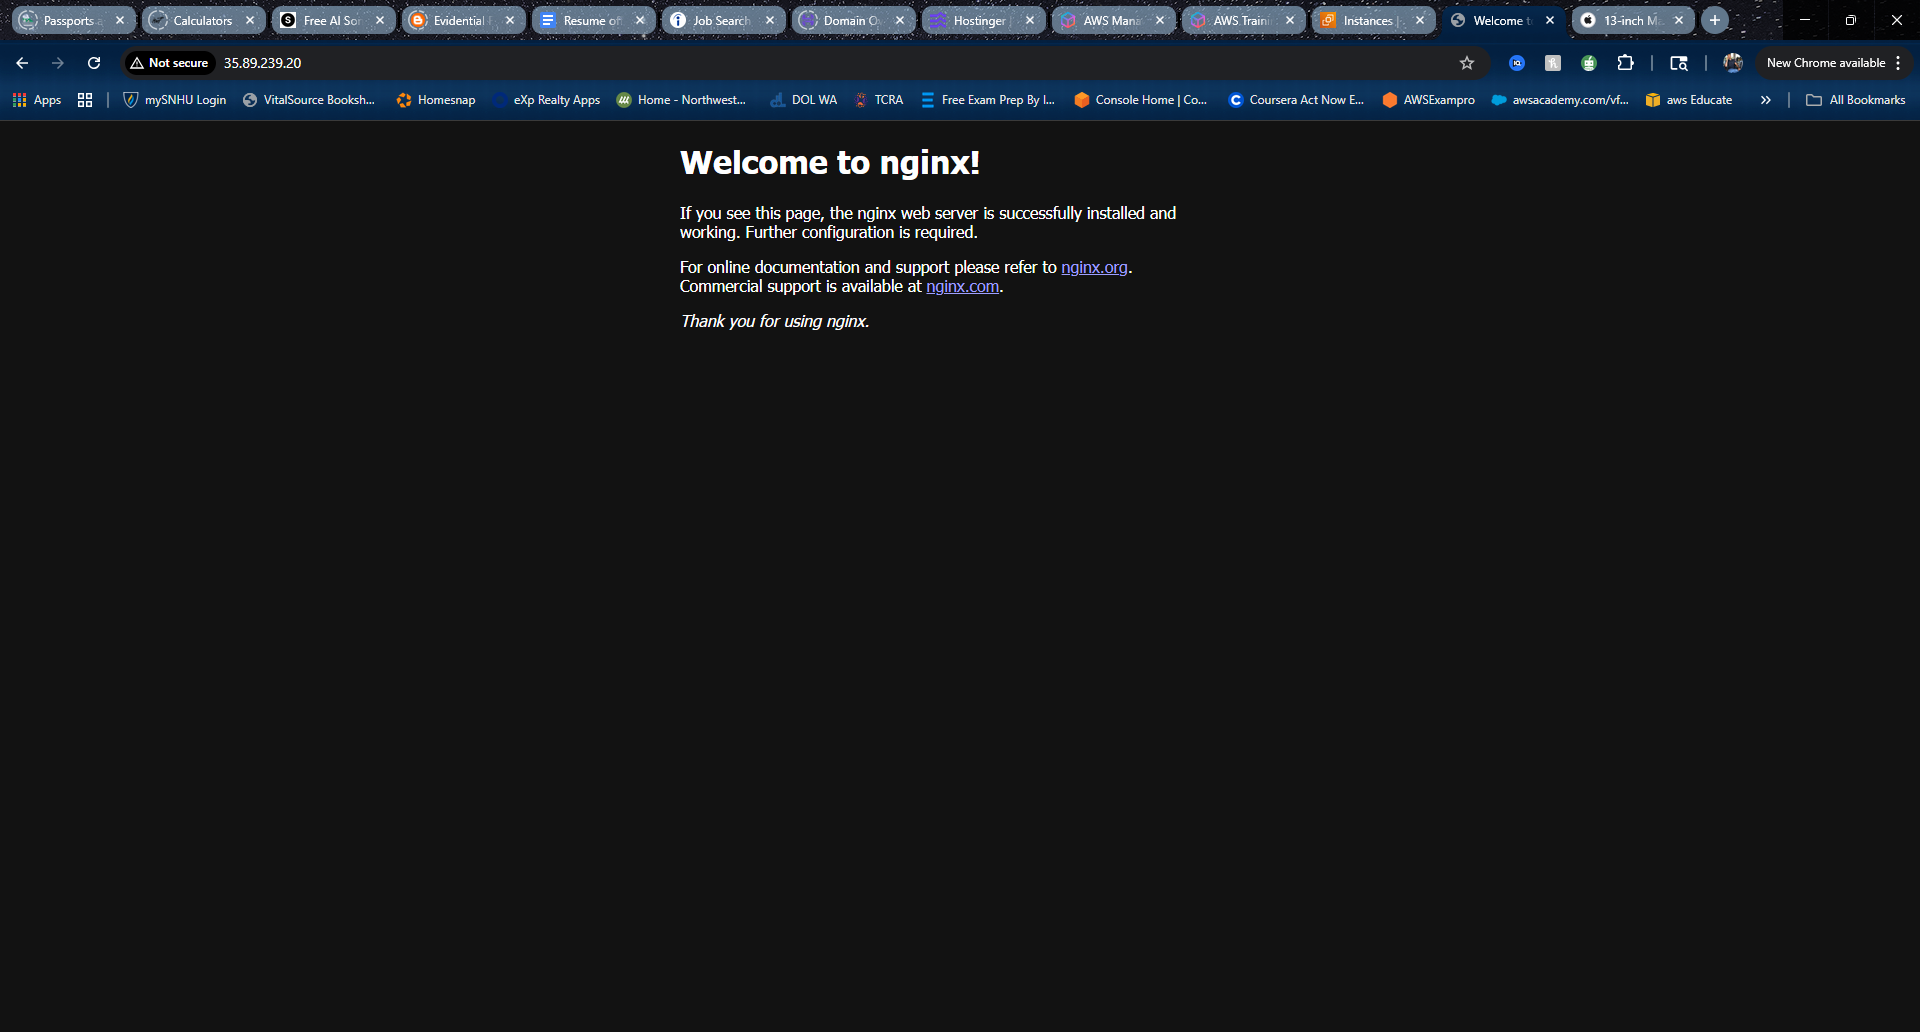 Passports a
Calculators
Free AI Sor
Evidential
Resume of
Job Search
Domain O
Hostinger
AWS Mana
AWS Traini
Instances |
Welcome to
13-inch M
Not secure
35.89.239.20
New Chrome available
Apps
mySNHU Login
VitalSource Booksh...
Homesnap
eXp Realty Apps
Home - Northwest...
DOL WA
TCRA
Free Exam Prep By I...
Console Home | Co...
Coursera Act Now E...
AWSExampro
awsacademy.com/vf...
aws Educate
All Bookmarks
Welcome to nginx!
If you see this page, the nginx web server is successfully installed and
working. Further configuration is required.
For online documentation and support please refer to nginx.org.
Commercial support is available at nginx.com.
Thank you for using nginx.